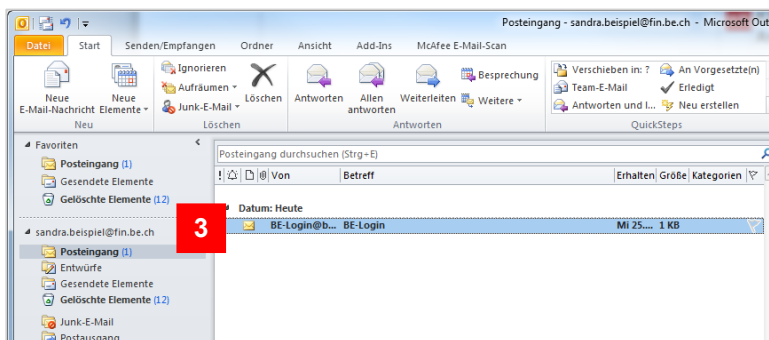 Posteingang - sandra.beispiel@fin.be.ch - Microsoft Out
Datei Start Senden/Empfangen Ordner Ansicht Add-Ins McAfee E-Mail-Scan
Neue E-Mail-Nachricht
Neue Elemente
Neu
Ignorieren
Aufräumen
Junk-E-Mail
Löschen
Löschen
Antworten
Allen antworten
Weiterleiten
Besprechung
Weitere
Antworten
Verschieben in: ?
Team-E-Mail
Antworten und l...
An Vorgesetzte(n)
Erledigt
Neu erstellen
QuickSteps
Favoriten
Posteingang (1)
Gesendete Elemente
Gelöschte Elemente (12)
sandra.beispiel@fin.be.ch
Posteingang (1)
Entwürfe
Gesendete Elemente
Gelöschte Elemente (12)
Junk-E-Mail
Postausgang
Posteingang durchsuchen (Strg+E)
! Von Betreff Erhalten Größe Kategorien
Datum: Heute
3
BE-Login@b... BE-Login Mi 25.... 1 KB